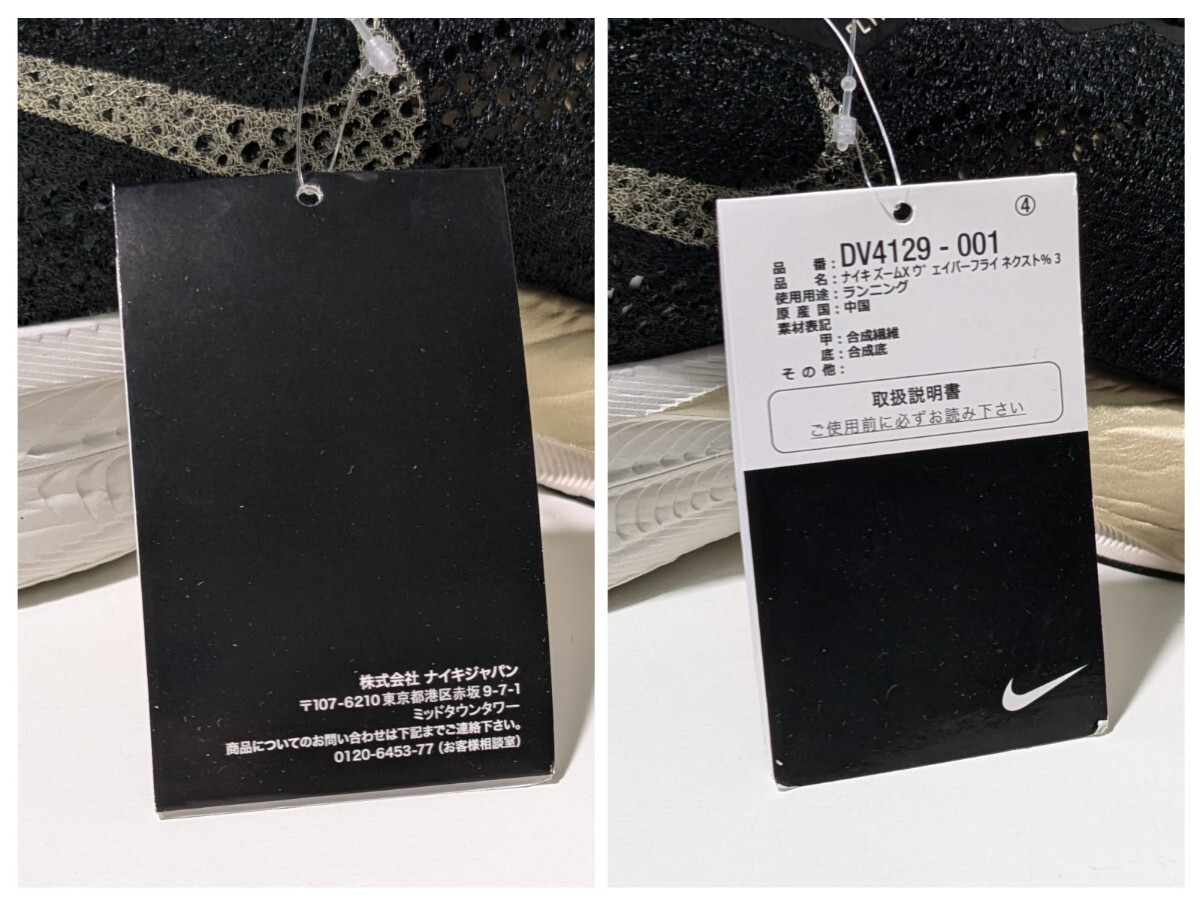 株式会社 ナイキジャパン
〒107-6210 東京都港区赤坂 9-7-1
ミッドタウンタワー
商品についてのお問い合わせは下記までご連絡下さい。
0120-6453-77 (お客様相談室)
④
品 番 : DV4129 - 001
品 名 : ナイキ ズームX ヴ ェイパーフライ ネクスト% 3
使用用途 : ランニング
原 産 国 : 中国
素材表記
甲 : 合成繊維
底 : 合成底
そ の 他 :
取扱説明書
ご使用前に必ずお読み下さい